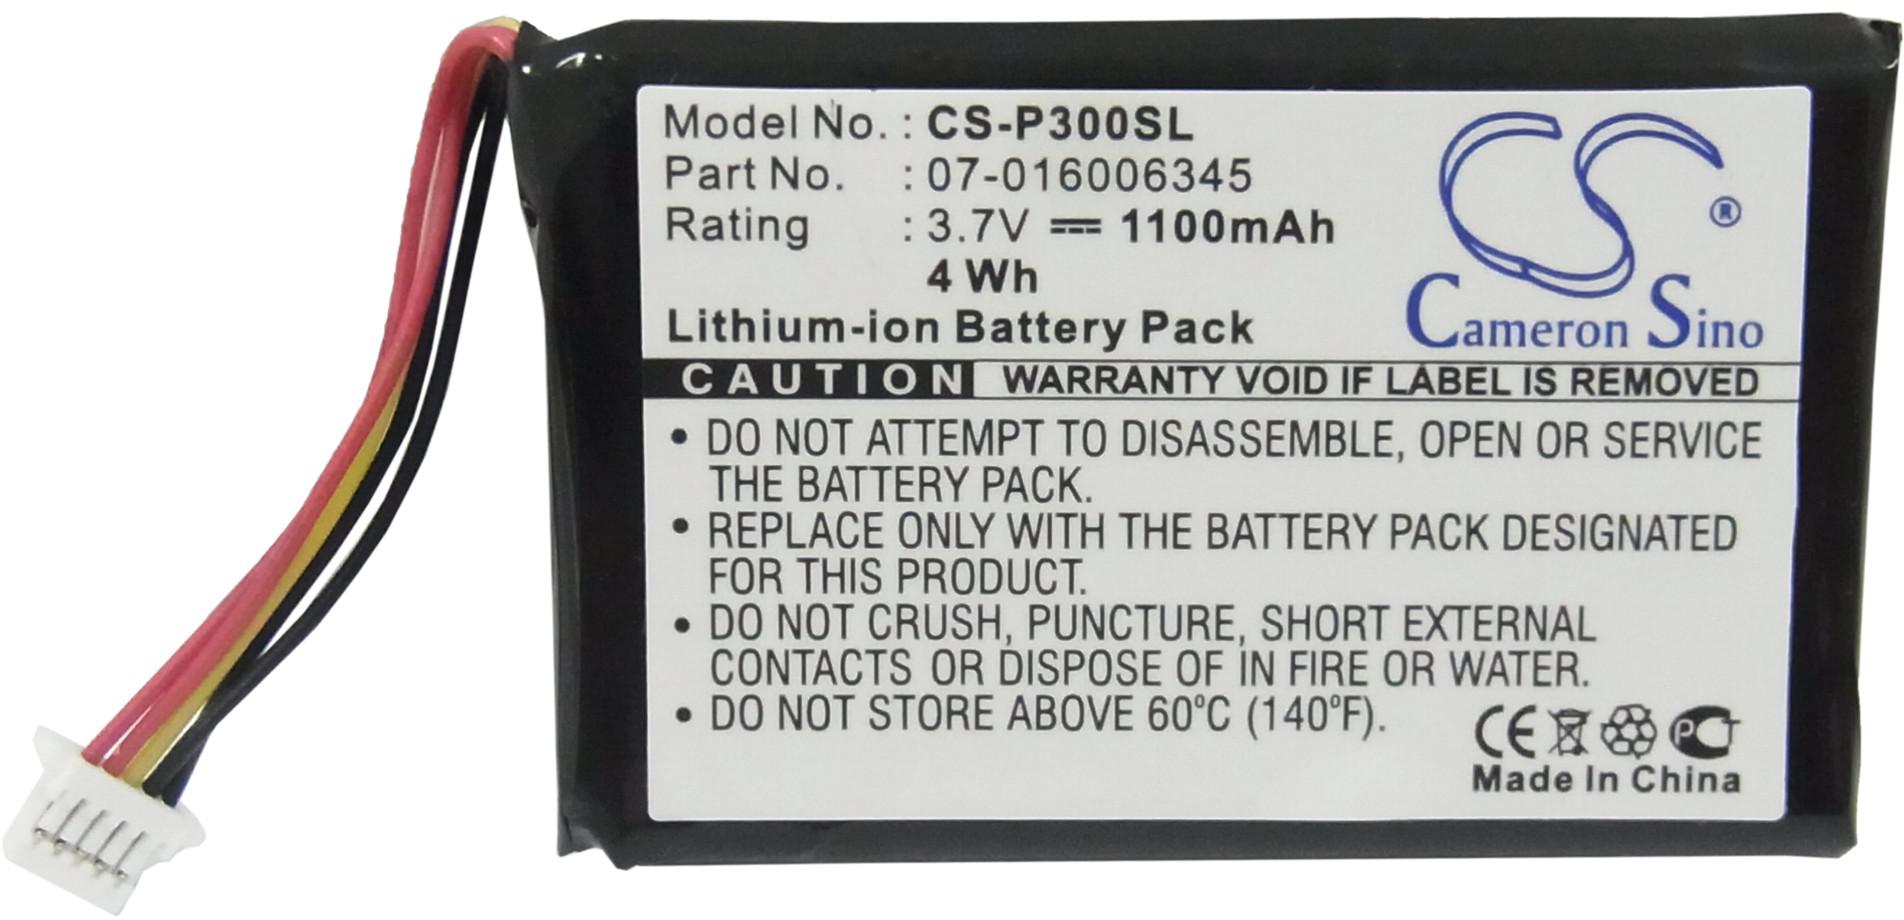 Model No. : CS-P300SL
Part No. : 07-016006345
Rating : 3.7V ⎓ 1100mAh
4 Wh
Lithium-ion Battery Pack
CS ®
Cameron Sino
CAUTION WARRANTY VOID IF LABEL IS REMOVED
• DO NOT ATTEMPT TO DISASSEMBLE, OPEN OR SERVICE
THE BATTERY PACK.
• REPLACE ONLY WITH THE BATTERY PACK DESIGNATED
FOR THIS PRODUCT.
• DO NOT CRUSH, PUNCTURE, SHORT EXTERNAL
CONTACTS OR DISPOSE OF IN FIRE OR WATER.
• DO NOT STORE ABOVE 60°C (140°F).
CE PCT
Made In China